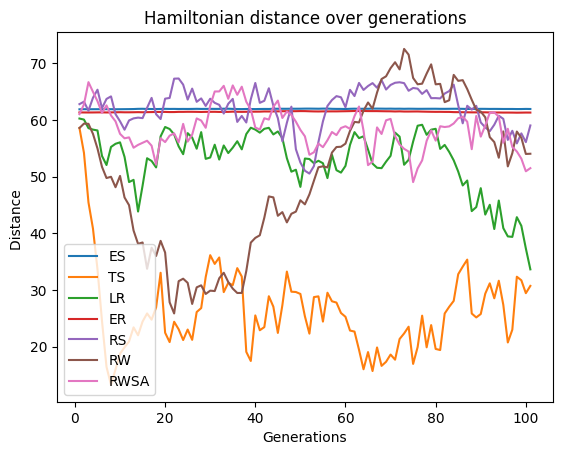 Hamiltonian distance over generations
Distance
70
60
50
40
30
20
ES
TS
LR
ER
RS
RW
RWSA
0 20 40 60 80 100
Generations